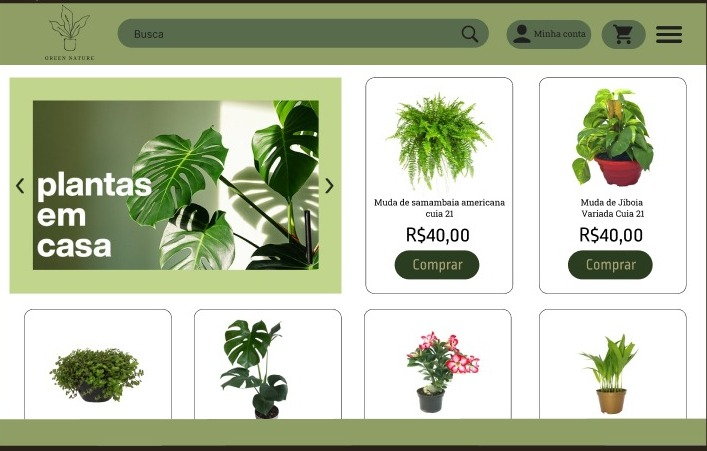 GREEN NATURE
Busca
Minha conta
plantas
em
casa
Muda de samambaia americana
cuia 21
R$40,00
Comprar
Muda de Jiboia
Variada Cuia 21
R$40,00
Comprar